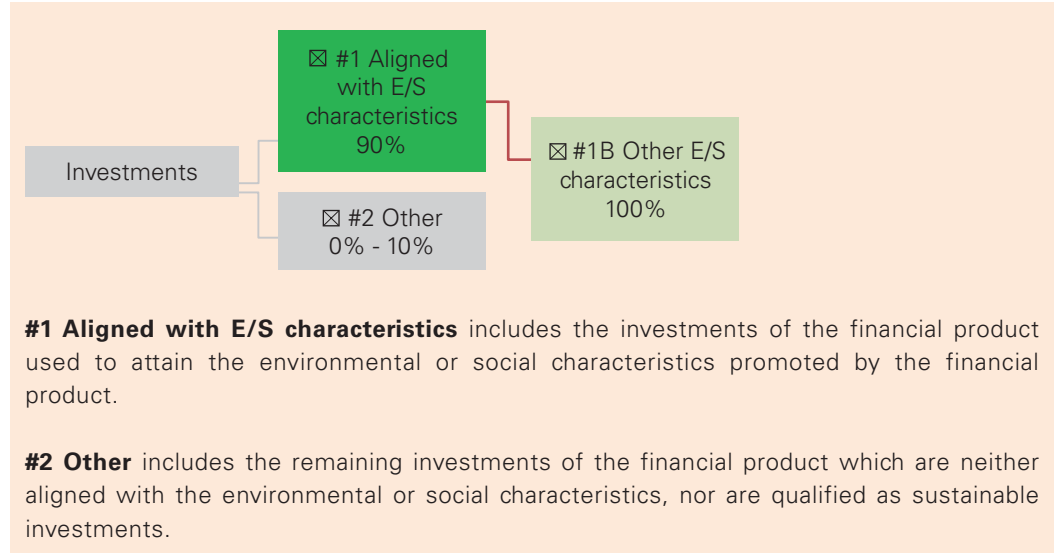 ☒ #1 Aligned
with E/S
characteristics
90%
Investments
☒ #1B Other E/S
characteristics
100%
☒ #2 Other
0% - 10%
#1 Aligned with E/S characteristics includes the investments of the financial product
used to attain the environmental or social characteristics promoted by the financial
product.
#2 Other includes the remaining investments of the financial product which are neither
aligned with the environmental or social characteristics, nor are qualified as sustainable
investments.